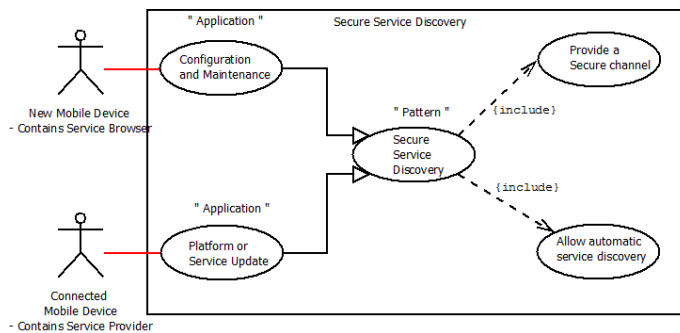 " Application "
Secure Service Discovery
Configuration
and Maintenance
Provide a
Secure channel
New Mobile Device
- Contains Service Browser
" Pattern "
{include}
Secure
Service
Discovery
{include}
" Application "
Platform or
Service Update
Allow automatic
service discovery
Connected
Mobile Device
- Contains Service Provider